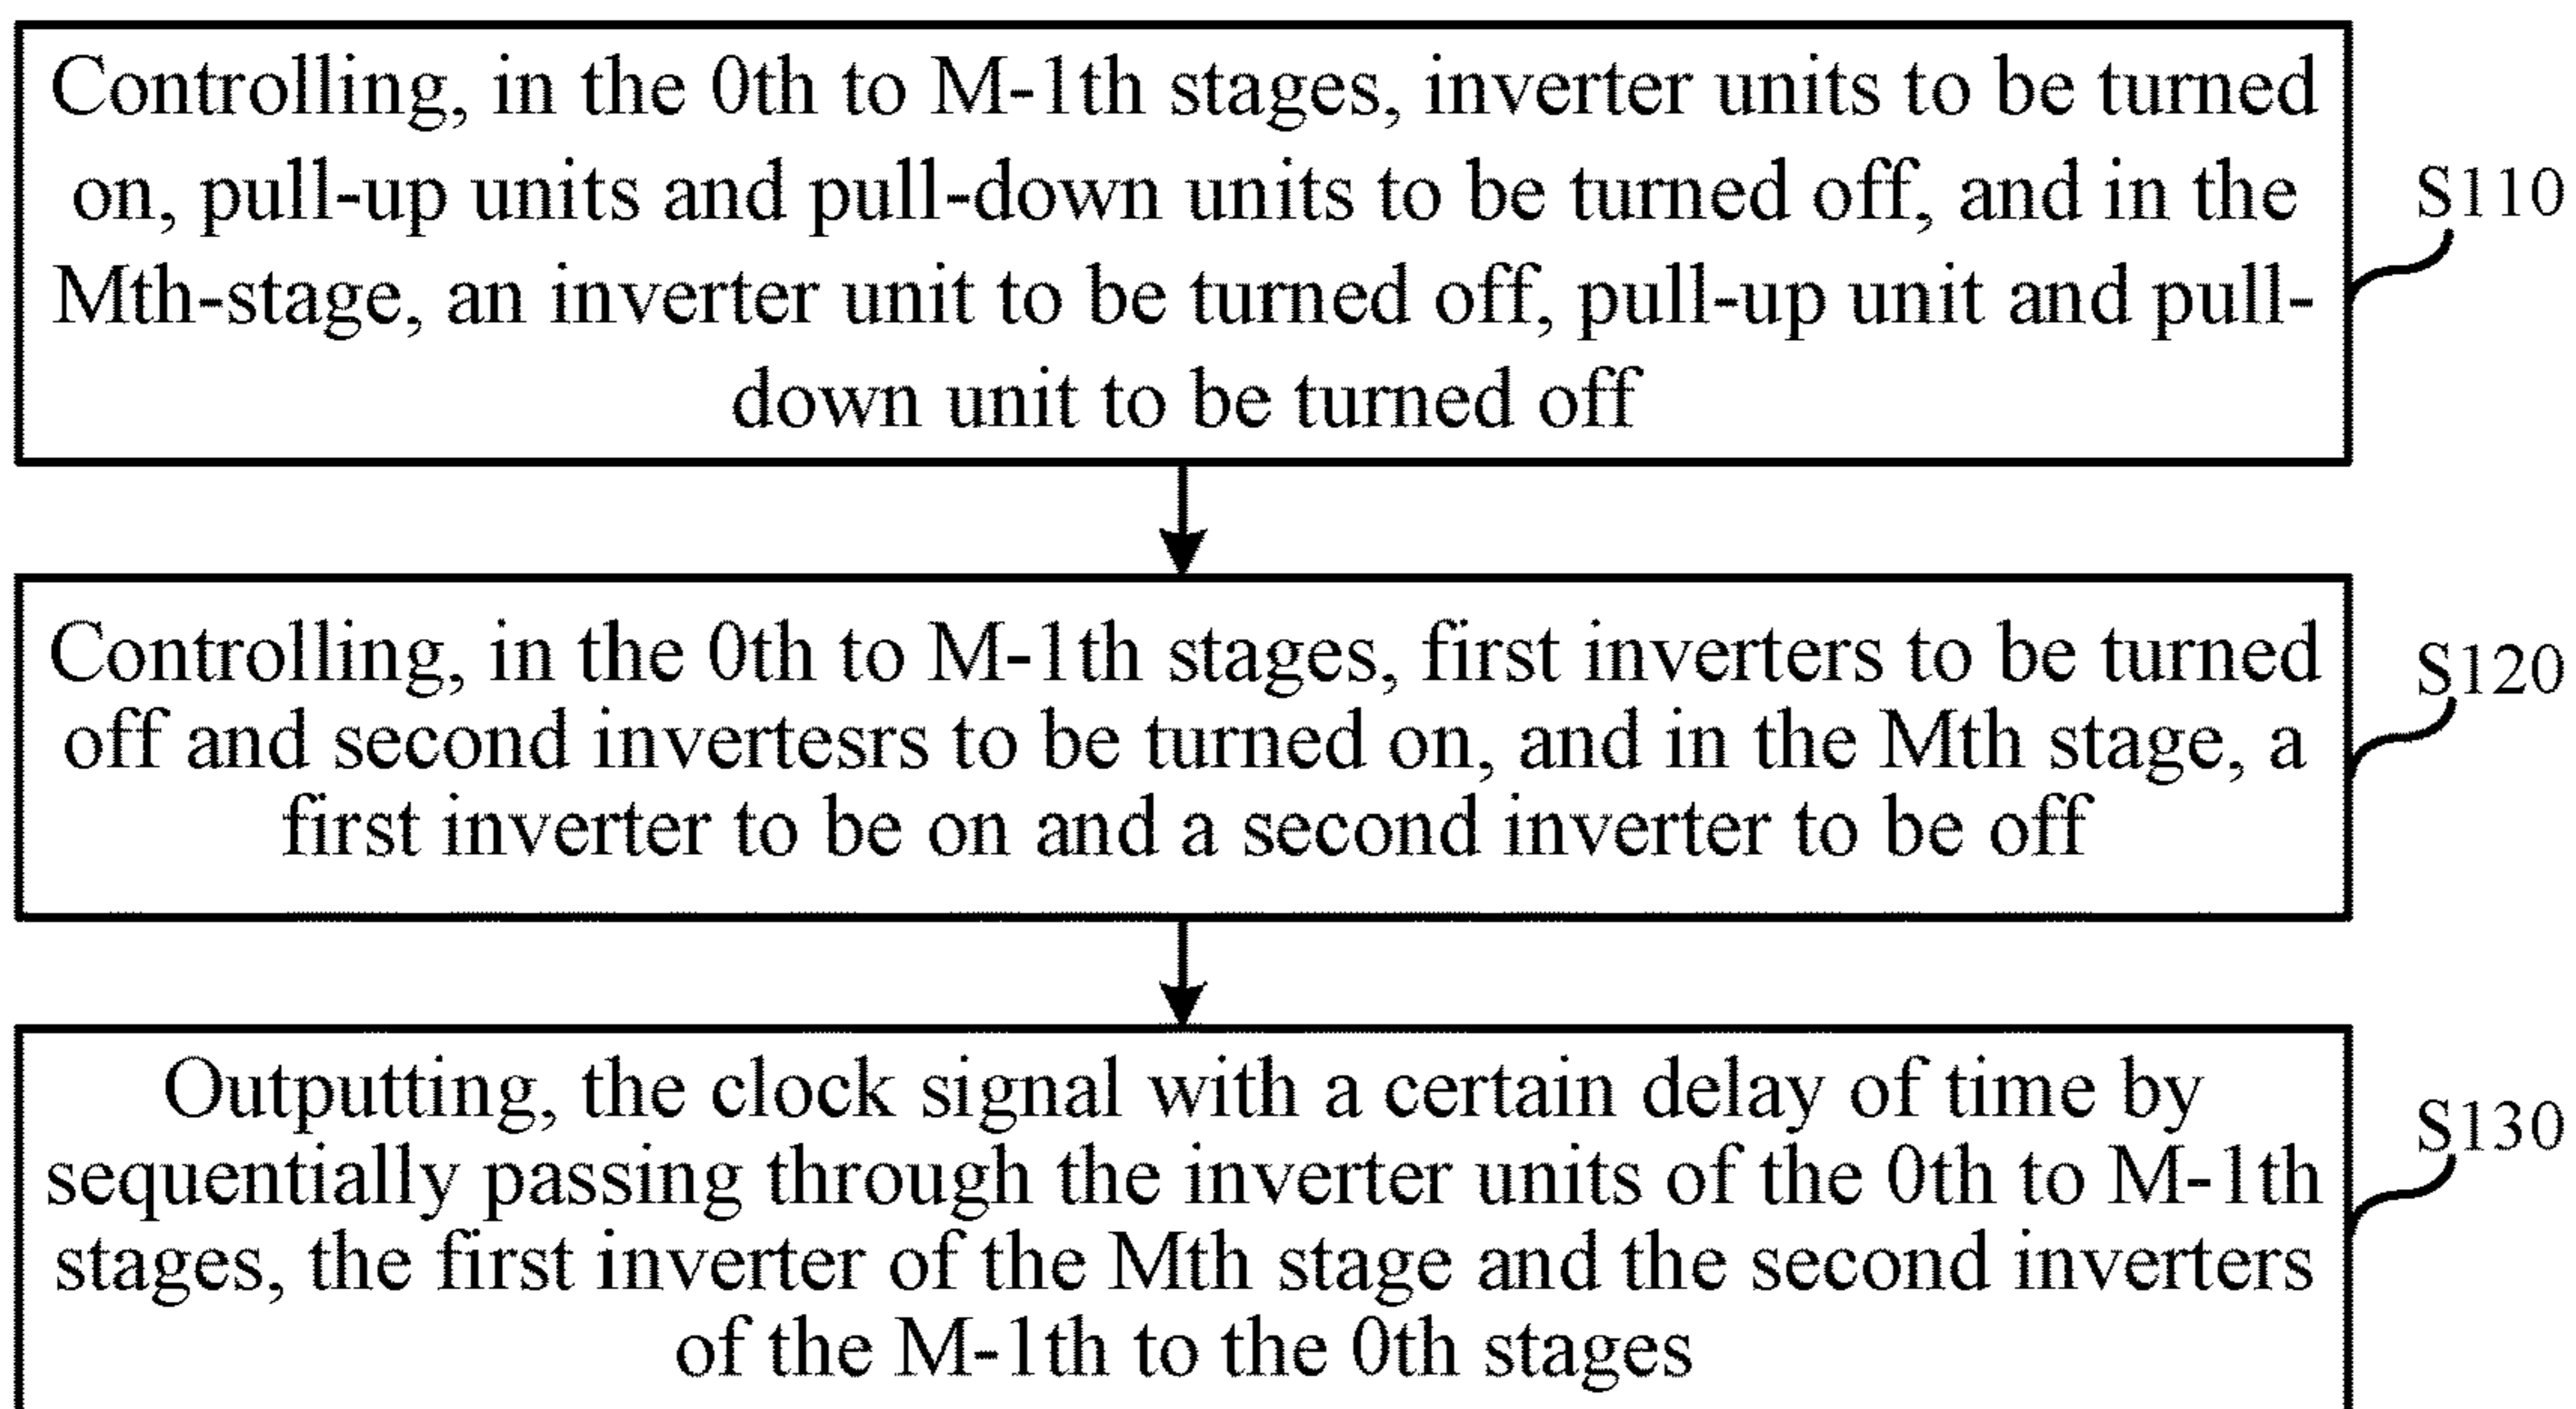 Controlling, in the 0th to M-1th stages, inverter units to be turned
on, pull-up units and pull-down units to be turned off, and in the
Mth-stage, an inverter unit to be turned off, pull-up unit and pull-
down unit to be turned off
S110
Controlling, in the 0th to M-1th stages, first inverters to be turned
off and second invertesrs to be turned on, and in the Mth stage, a
first inverter to be on and a second inverter to be off
S120
Outputting, the clock signal with a certain delay of time by
sequentially passing through the inverter units of the 0th to M-1th
stages, the first inverter of the Mth stage and the second inverters
of the M-1th to the 0th stages
S130